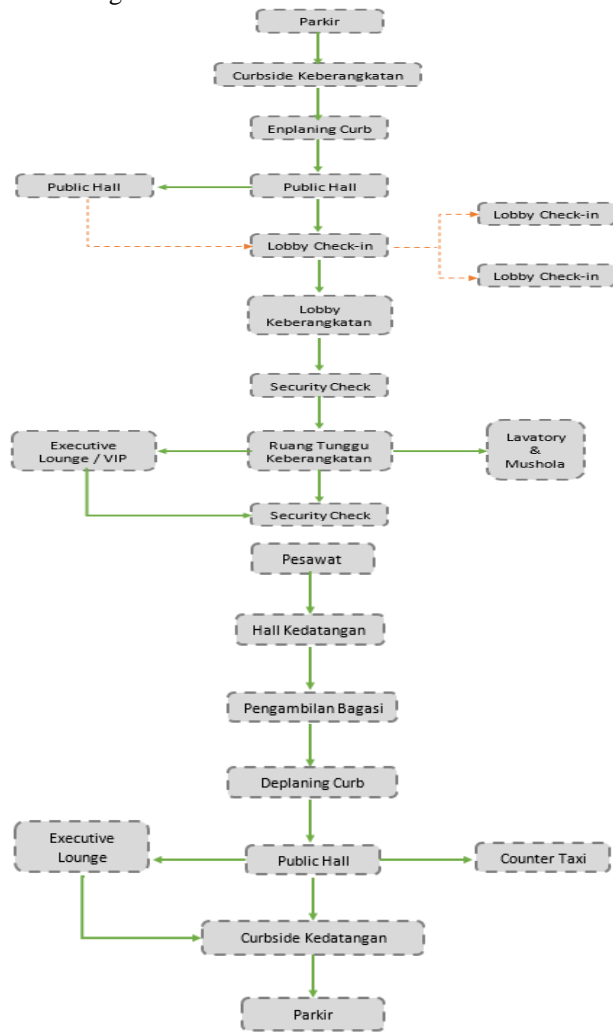 Parkir
Curbside Keberangkatan
Enplaning Curb
Public Hall
Public Hall
Lobby Check-in
Lobby Check-in
Lobby Check-in
Lobby
Keberangkatan
Security Check
Executive
Lounge / VIP
Ruang Tunggu
Keberangkatan
Lavatory
&
Mushola
Security Check
Pesawat
Hall Kedatangan
Pengambilan Bagasi
Deplaning Curb
Executive
Lounge
Public Hall
Counter Taxi
Curbside Kedatangan
Parkir